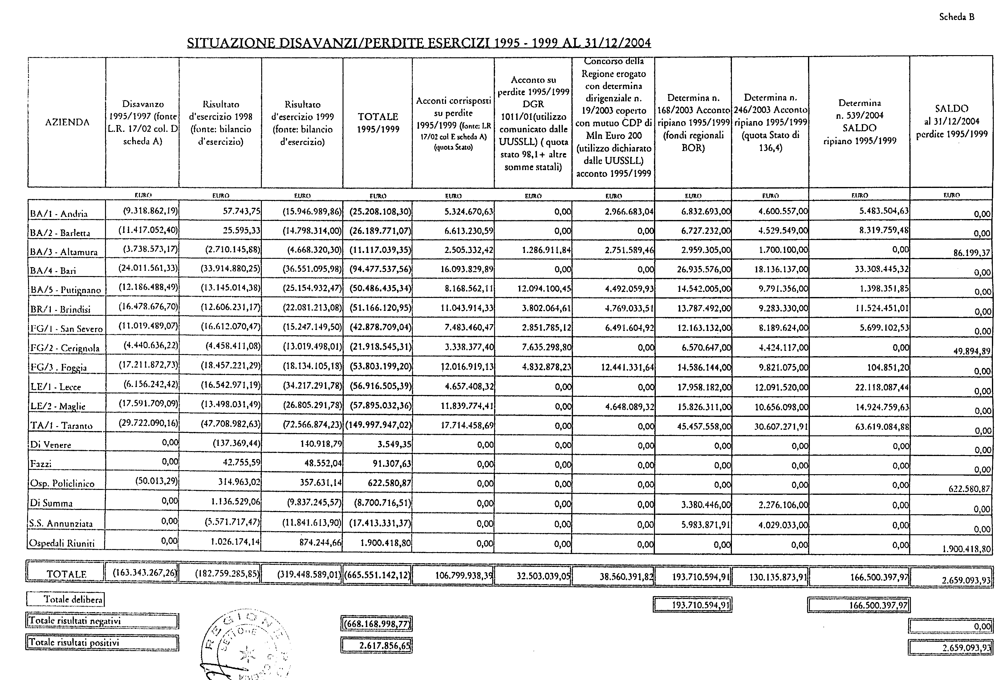 Scheda B
SITUAZIONE DISAVANZI/PERDITE ESERCIZI 1995 - 1999 AL 31/12/2004
AZIENDA
Disavanzo
1995/1997 (fonte
L.R. 17/02 col. D
scheda A)
Risultato
d'esercizio 1998
(fonte: bilancio
d'esercizio)
Risultato
d'esercizio 1999
(fonte: bilancio
d'esercizio)
TOTALE
1995/1999
Acconti corrisposti
su perdite
1995/1999 (fonte: LR
17/02 col E scheda A)
(quota Stato)
Acconto su
perdite 1995/1999
DGR
1011/01(utilizzo
comunicato dalle
UUSSLL) ( quota
stato 98,1+ altre
somme statali)
Concorso della
Regione erogato
con determina
dirigenziale n.
19/2003 coperto
con mutuo CDP di
Mln Euro 200
(utilizzo dichiarato
dalle UUSSLL)
acconto 1995/1999
Determina n.
168/2003 Acconto
ripiano 1995/1999
(fondi regionali
BOR)
Determina n.
246/2003 Acconto
ripiano 1995/1999
(quota Stato di
136,4)
Determina
n. 539/2004
SALDO
ripiano 1995/1999
SALDO
al 31/12/2004
perdite 1995/1999
EURO EURO EURO EURO EURO EURO EURO EURO EURO EURO EURO
BA/1 - Andria (9.318.862,19) 57.743,75 (15.946.989,86) (25.208.108,30) 5.324.670,63 0,00 2.966.683,04 6.832.693,00 4.600.557,00 5.483.504,63 0,00
BA/2 - Barletta (11.417.052,40) 25.595,33 (14.798.314,00) (26.189.771,07) 6.613.230,59 0,00 0,00 6.727.232,00 4.529.549,00 8.319.759,48 0,00
BA/3 - Altamura (3.738.573,17) (2.710.145,88) (4.668.320,30) (11.117.039,35) 2.505.332,42 1.286.911,84 2.751.589,46 2.959.305,00 1.700.100,00 0,00 86.199,37
BA/4 - Bari (24.011.561,33) (33.914.880,25) (36.551.095,98) (94.477.537,56) 16.093.829,89 0,00 0,00 26.935.576,00 18.136.137,00 33.308.445,32 0,00
BA/5 - Putignano (12.186.488,49) (13.145.014,38) (25.154.932,47) (50.486.435,34) 8.168.562,11 12.094.100,45 4.492.059,93 14.542.005,00 9.791.356,00 1.398.351,85 0,00
BR/1 - Brindisi (16.478.676,70) (12.606.231,17) (22.081.213,08) (51.166.120,95) 11.043.914,33 3.802.064,61 4.769.033,51 13.787.492,00 9.283.330,00 11.524.451,01 0,00
FG/1 - San Severo (11.019.489,07) (16.612.070,47) (15.247.149,50) (42.878.709,04) 7.483.460,47 2.851.785,12 6.491.604,92 12.163.132,00 8.189.624,00 5.699.102,53 0,00
FG/2 - Cerignola (4.440.636,22) (4.458.411,08) (13.019.498,01) (21.918.545,31) 3.338.377,40 7.635.298,80 0,00 6.570.647,00 4.424.117,00 0,00 49.894,89
FG/3 . Foggia (17.211.872,73) (18.457.221,29) (18.134.105,18) (53.803.199,20) 12.016.919,13 4.832.878,23 12.441.331,64 14.586.144,00 9.821.075,00 104.851,20 0,00
LE/1 - Lecce (6.156.242,42) (16.542.971,19) (34.217.291,78) (56.916.505,39) 4.657.408,32 0,00 0,00 17.958.182,00 12.091.520,00 22.118.087,44 0,00
LE/2 - Maglie (17.591.709,09) (13.498.031,49) (26.805.291,78) (57.895.032,36) 11.839.774,41 0,00 4.648.089,32 15.826.311,00 10.656.098,00 14.924.759,63 0,00
TA/1 - Taranto (29.722.090,16) (47.708.982,63) (72.566.874,23) (149.997.947,02) 17.714.458,69 0,00 0,00 45.457.558,00 30.607.271,91 63.619.084,88 0,00
Di Venere 0,00 (137.369,44) 140.918,79 3.549,35 0,00 0,00 0,00 0,00 0,00 0,00 0,00
Fazzi 0,00 42.755,59 48.552,04 91.307,63 0,00 0,00 0,00 0,00 0,00 0,00 0,00
Osp. Policlinico (50.013,29) 314.963,02 357.631,14 622.580,87 0,00 0,00 0,00 0,00 0,00 0,00 622.580,87
Di Summa 0,00 1.136.529,06 (9.837.245,57) (8.700.716,51) 0,00 0,00 0,00 3.380.446,00 2.276.106,00 0,00 0,00
S.S. Annunziata 0,00 (5.571.717,47) (11.841.613,90) (17.413.331,37) 0,00 0,00 0,00 5.983.871,91 4.029.033,00 0,00 0,00
Ospedali Riuniti 0,00 1.026.174,14 874.244,66 1.900.418,80 0,00 0,00 0,00 0,00 0,00 0,00 1.900.418,80
TOTALE (163.343.267,26) (182.759.285,85) (319.448.589,01) (665.551.142,12) 106.799.938,39 32.503.039,05 38.560.391,82 193.710.594,91 130.135.873,91 166.500.397,97 2.659.093,93
Totale delibera 193.710.594,91 166.500.397,97
Totale risultati negativi (668.168.998,77) 0,00
Totale risultati positivi 2.617.856,65 2.659.093,93
REGIONE